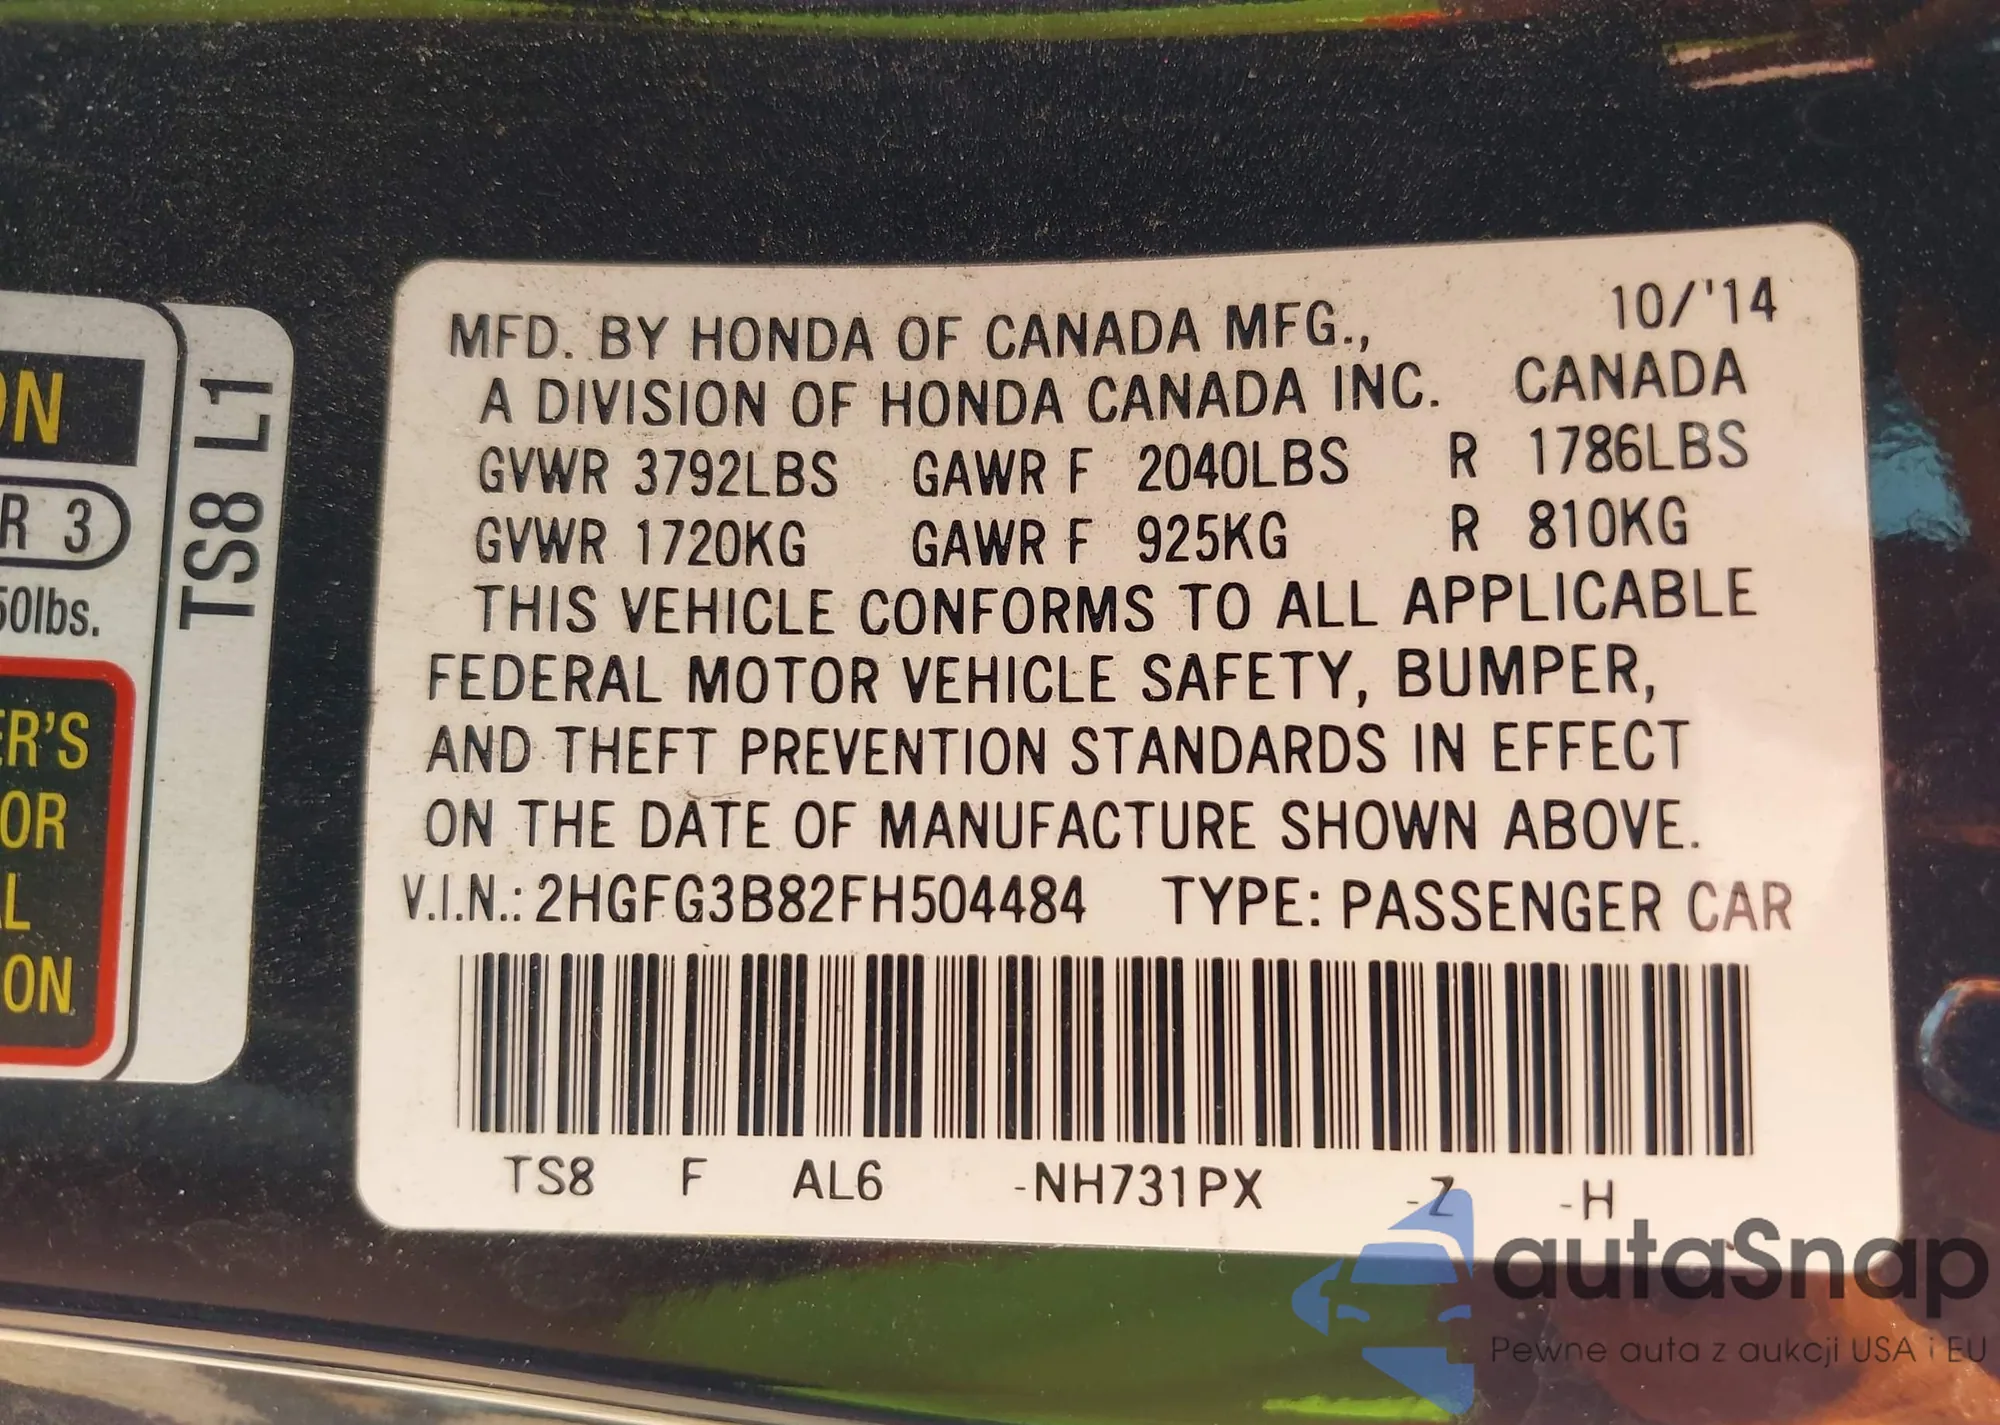 ON
R 3
50lbs.
ER'S
OR
AL
ON
TS8 L1
10/'14
MFD. BY HONDA OF CANADA MFG.,
A DIVISION OF HONDA CANADA INC. CANADA
GVWR 3792LBS GAWR F 2040LBS R 1786LBS
GVWR 1720KG GAWR F 925KG R 810KG
THIS VEHICLE CONFORMS TO ALL APPLICABLE
FEDERAL MOTOR VEHICLE SAFETY, BUMPER,
AND THEFT PREVENTION STANDARDS IN EFFECT
ON THE DATE OF MANUFACTURE SHOWN ABOVE.
V.I.N.: 2HGFG3B82FH504484 TYPE: PASSENGER CAR
TS8 F AL6 -NH731PX -Z -H
autaSnap
Pewne auta z aukcji USA i EU